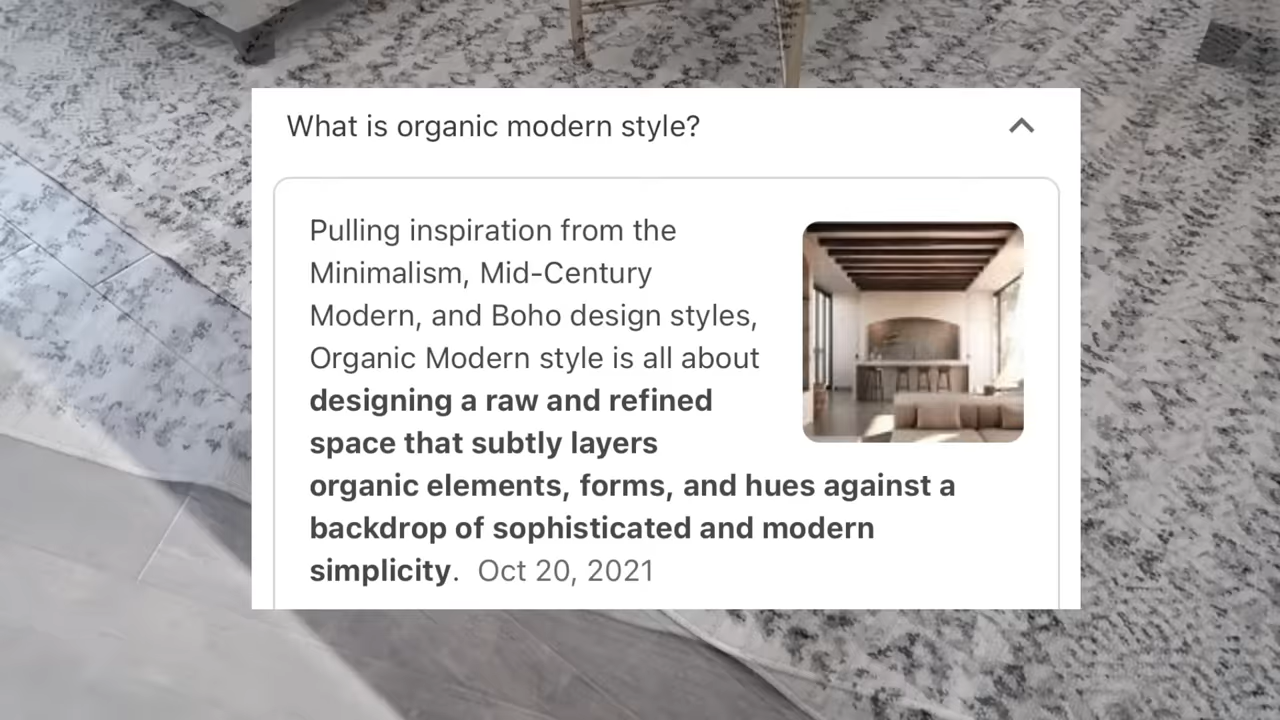 What is organic modern style?
Pulling inspiration from the
Minimalism, Mid-Century
Modern, and Boho design styles,
Organic Modern style is all about
designing a raw and refined
space that subtly layers
organic elements, forms, and hues against a
backdrop of sophisticated and modern
simplicity. Oct 20, 2021